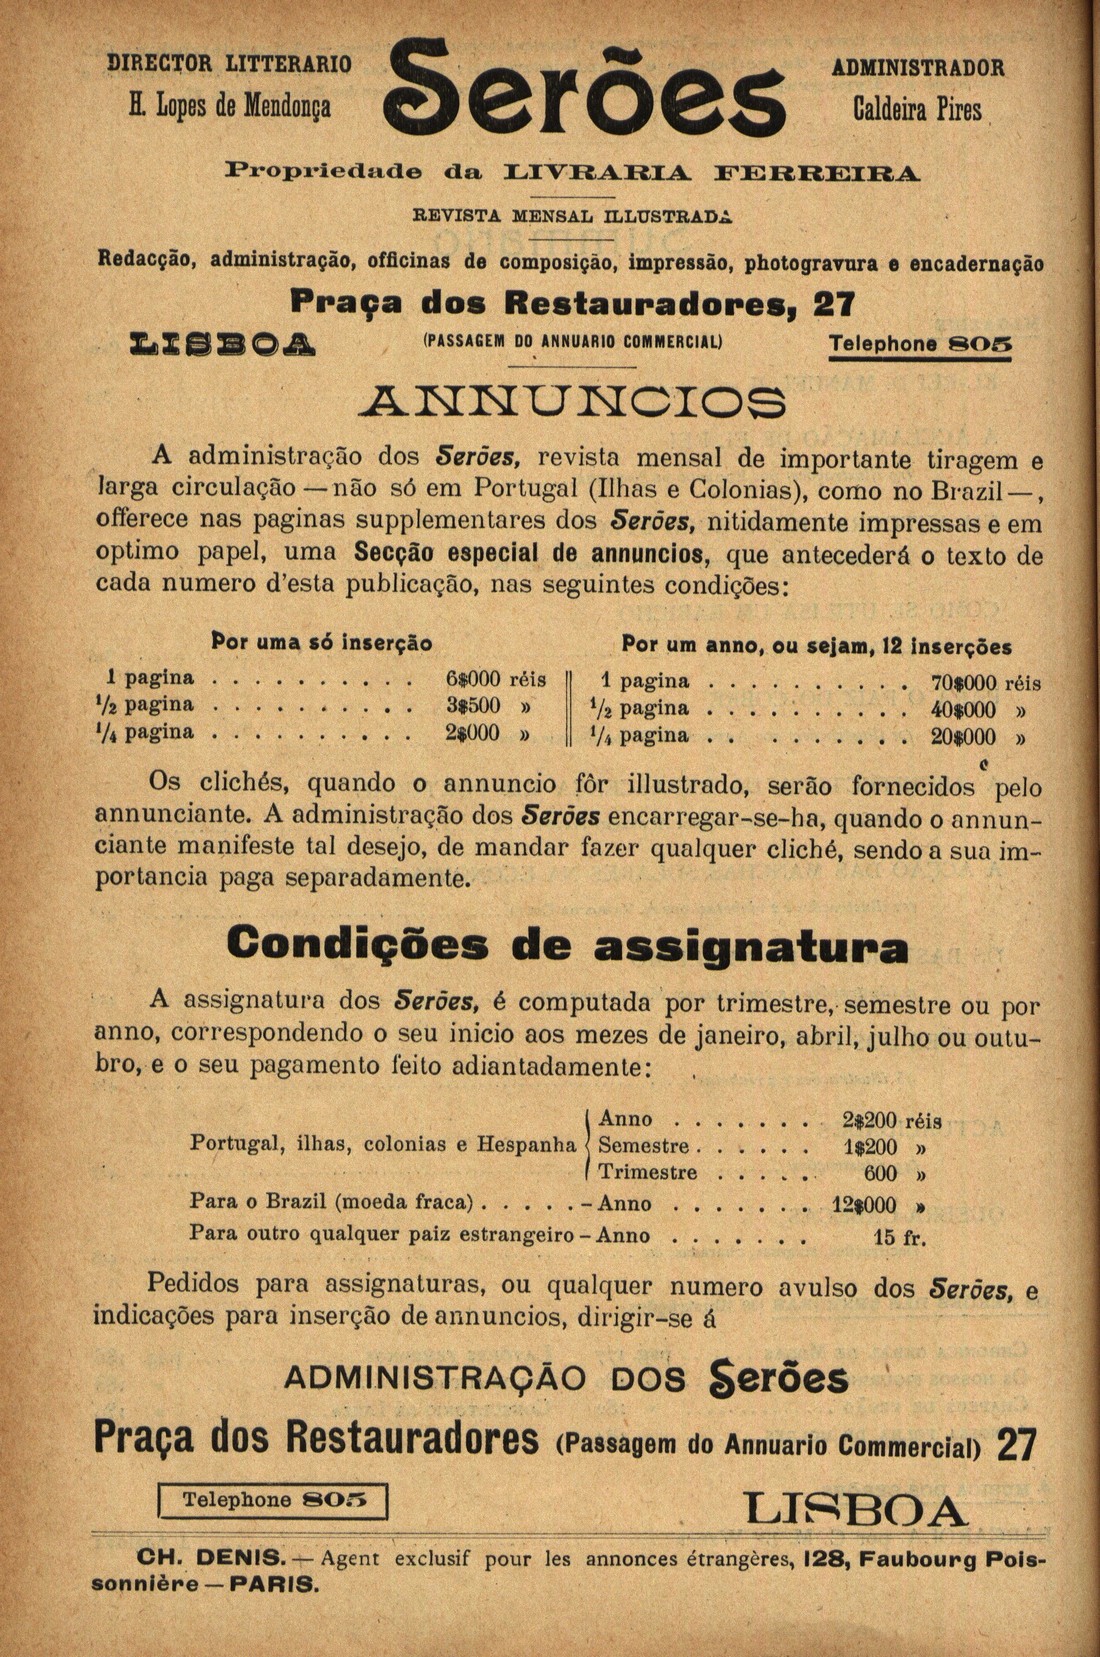 DIRECTOR LITTERARIO
H. Lopes de Mendonça
Serões
ADMINISTRADOR
Caldeira Pires
Propriedade da LIVRARIA FERREIRA
REVISTA MENSAL ILLUSTRADA
Redacção, administração, officinas de composição, impressão, photogravura e encadernação
Praça dos Restauradores, 27
LISBOA (PASSAGEM DO ANNUARIO COMMERCIAL) Telephone 805
ANNUNCIOS
A administração dos Serões, revista mensal de importante tiragem e
larga circulação — não só em Portugal (Ilhas e Colonias), como no Brazil —,
offerece nas paginas supplementares dos Serões, nitidamente impressas e em
optimo papel, uma Secção especial de annuncios, que antecederá o texto de
cada numero d'esta publicação, nas seguintes condições:
Por uma só inserção
1 pagina . . . . . . . . . . 6$000 réis
1/2 pagina . . . . . . . . . . 3$500 »
1/4 pagina . . . . . . . . . . 2$000 »
Por um anno, ou sejam, 12 inserções
1 pagina . . . . . . . . . . 70$000 réis
1/2 pagina . . . . . . . . . . 40$000 »
1/4 pagina . . . . . . . . . 20$000 »
Os clichés, quando o annuncio fôr illustrado, serão fornecidos pelo
annunciante. A administração dos Serões encarregar-se-ha, quando o annun-
ciante manifeste tal desejo, de mandar fazer qualquer cliché, sendo a sua im-
portancia paga separadamente.
Condições de assignatura
A assignatura dos Serões, é computada por trimestre, semestre ou por
anno, correspondendo o seu inicio aos mezes de janeiro, abril, julho ou outu-
bro, e o seu pagamento feito adiantadamente:
Portugal, ilhas, colonias e Hespanha
Anno . . . . . . . 2$200 réis
Semestre . . . . . . 1$200 »
Trimestre . . . . . 600 »
Para o Brazil (moeda fraca) . . . . . – Anno . . . . . . . 12$000 »
Para outro qualquer paiz estrangeiro – Anno . . . . . . . 15 fr.
Pedidos para assignaturas, ou qualquer numero avulso dos Serões, e
indicações para inserção de annuncios, dirigir-se á
ADMINISTRAÇÃO DOS Serões
Praça dos Restauradores (Passagem do Annuario Commercial) 27
Telephone 805 LISBOA
CH. DENIS. — Agent exclusif pour les annonces étrangères, 128, Faubourg Pois-
sonnière — PARIS.